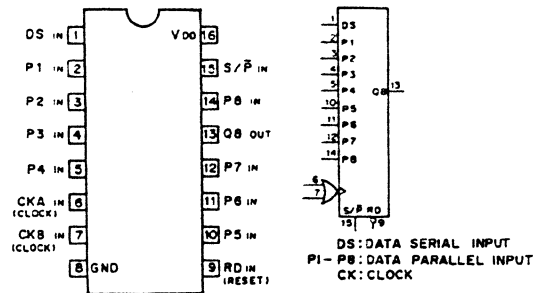 DS IN 1
P1 IN 2
P2 IN 3
P3 IN 4
P4 IN 5
CKA IN 6
(CLOCK)
CKB IN 7
(CLOCK)
8 GND
VDD 16
15 S/P̄ IN
14 P8 IN
13 Q8 OUT
12 P7 IN
11 P6 IN
10 P5 IN
9 RD IN
(RESET)
1 DS
2 P1
3 P2
4 P3
5 P4
10 P5
11 P6
12 P7
14 P8
Q8 13
6
7
S/P̄ RD
15 9
DS: DATA SERIAL INPUT
P1-P8: DATA PARALLEL INPUT
CK: CLOCK